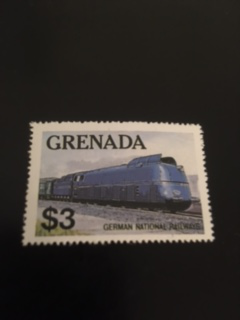 GRENADA
$3
GERMAN NATIONAL RAILWAYS